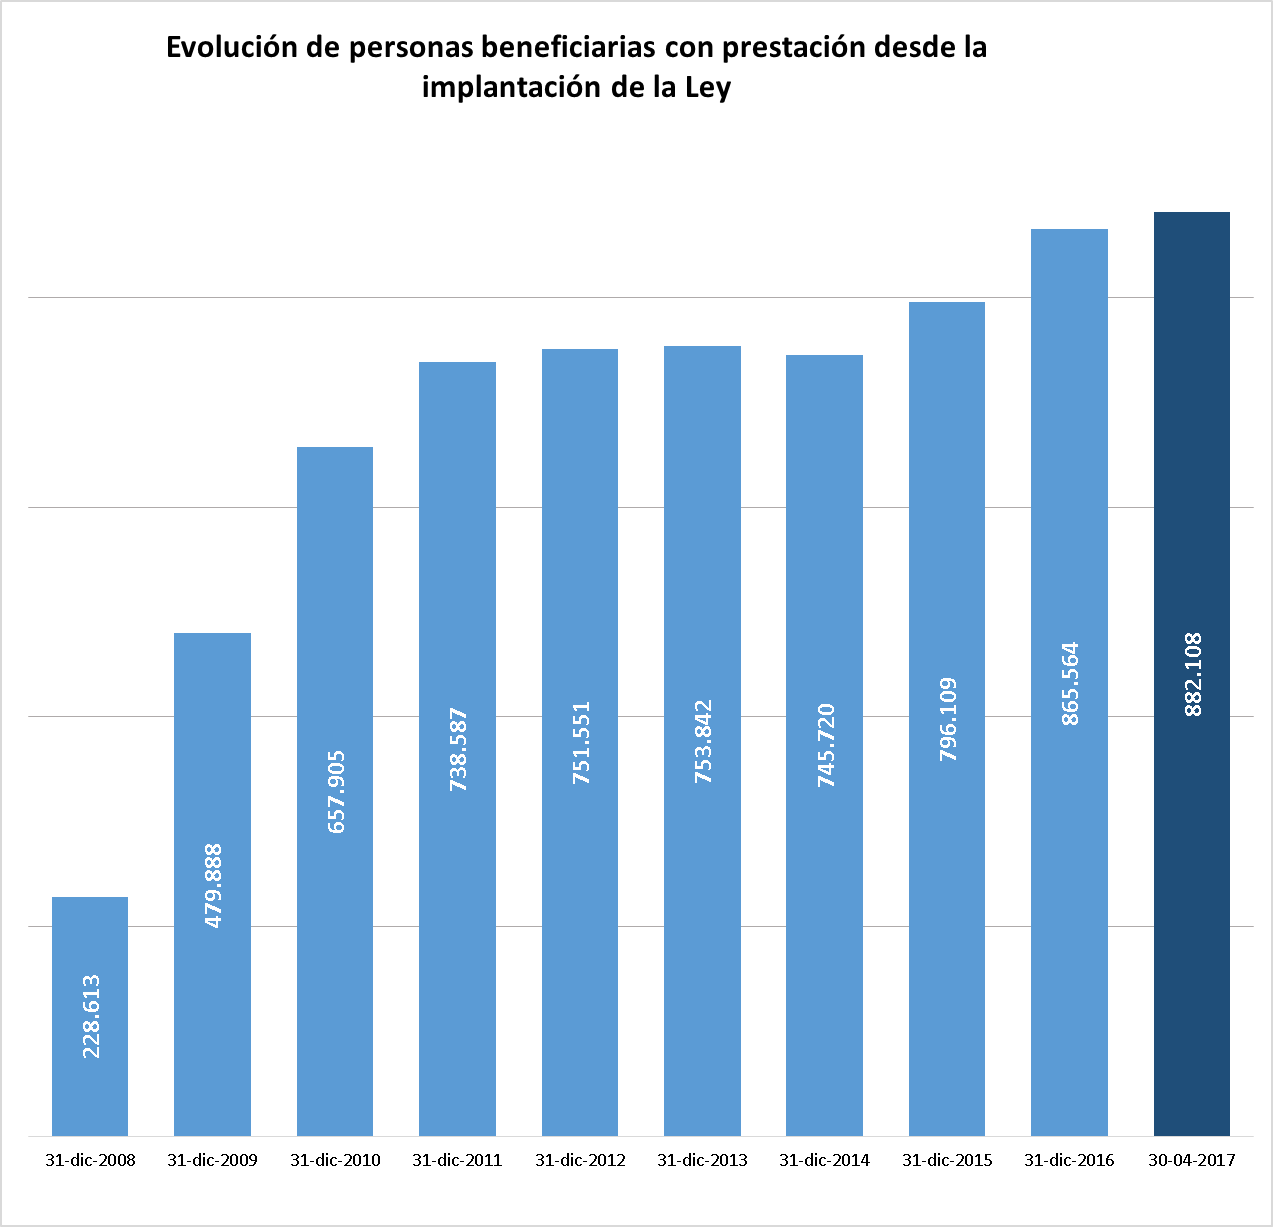 Evolución de personas beneficiarias con prestación desde la
implantación de la Ley
228.613
479.888
657.905
738.587
751.551
753.842
745.720
796.109
865.564
882.108
31-dic-2008
31-dic-2009
31-dic-2010
31-dic-2011
31-dic-2012
31-dic-2013
31-dic-2014
31-dic-2015
31-dic-2016
30-04-2017